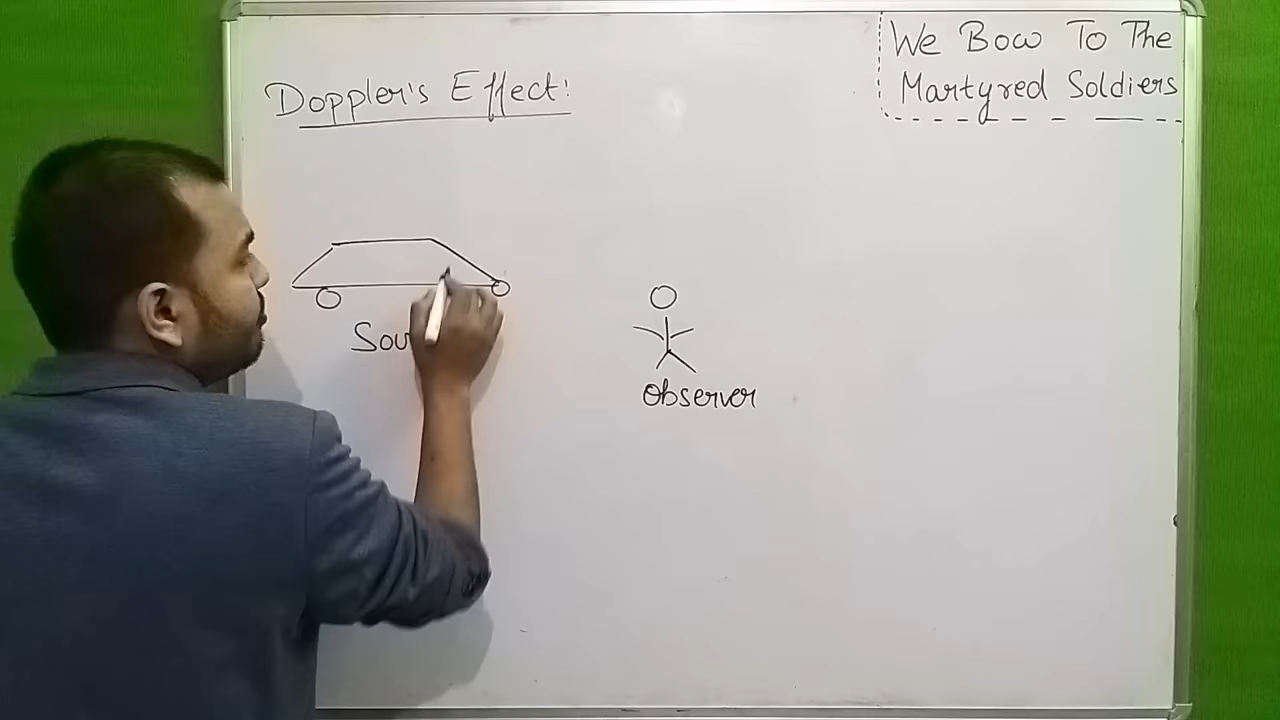 We Bow To The
Martyred Soldiers
Doppler's Effect:
Observer